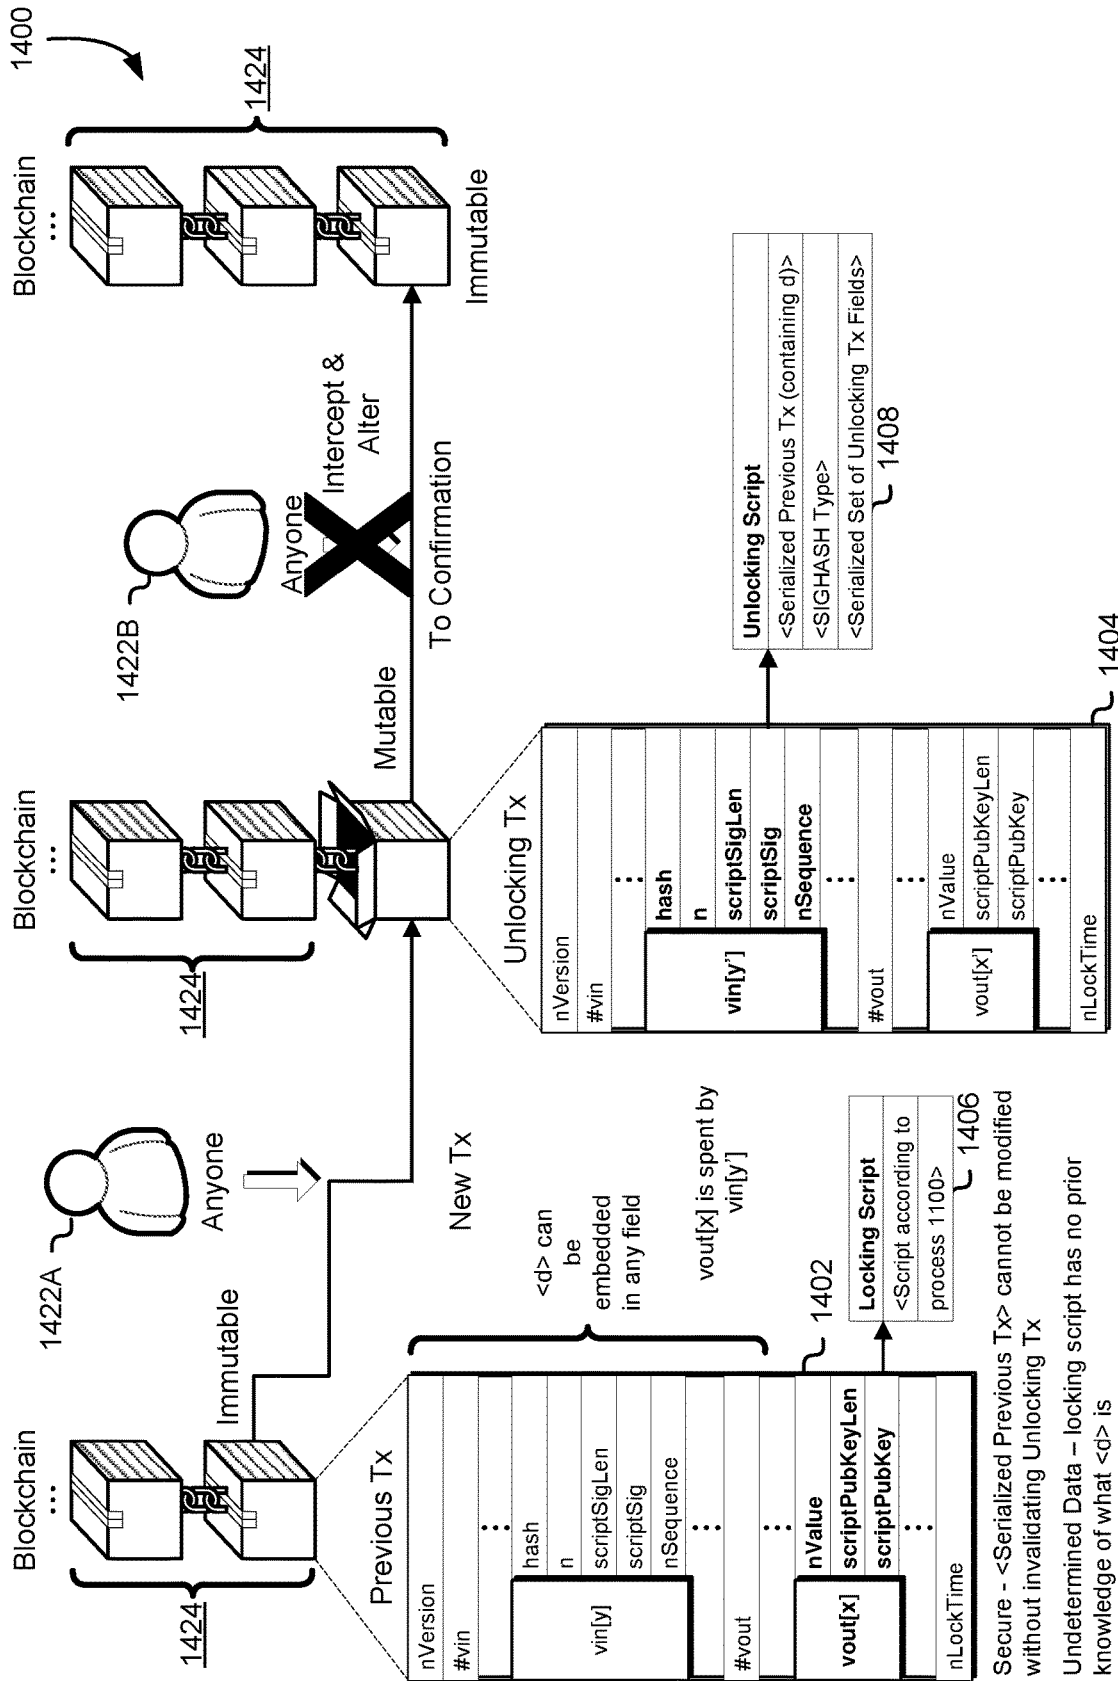 1400
Blockchain
Blockchain
Blockchain
1422A
1422B
1424
1424
1424
Immutable
Anyone
Anyone
Intercept &
Alter
Mutable
To Confirmation
Immutable
New Tx
Previous Tx
nVersion
#vin
vin[y]
hash
n
scriptSigLen
scriptSig
nSequence
#vout
vout[x]
nValue
scriptPubKeyLen
scriptPubKey
nLockTime
1402
<d> can
be
embedded
in any field
vout[x] is spent by
vin[y']
Locking Script
<Script according to
process 1100>
1406
Unlocking Tx
nVersion
#vin
vin[y']
hash
n
scriptSigLen
scriptSig
nSequence
#vout
vout[x']
nValue
scriptPubKeyLen
scriptPubKey
nLockTime
1404
Unlocking Script
<Serialized Previous Tx (containing d)>
<SIGHASH Type>
<Serialized Set of Unlocking Tx Fields>
1408
Secure - <Serialized Previous Tx> cannot be modified
without invalidating Unlocking Tx
Undetermined Data – locking script has no prior
knowledge of what <d> is